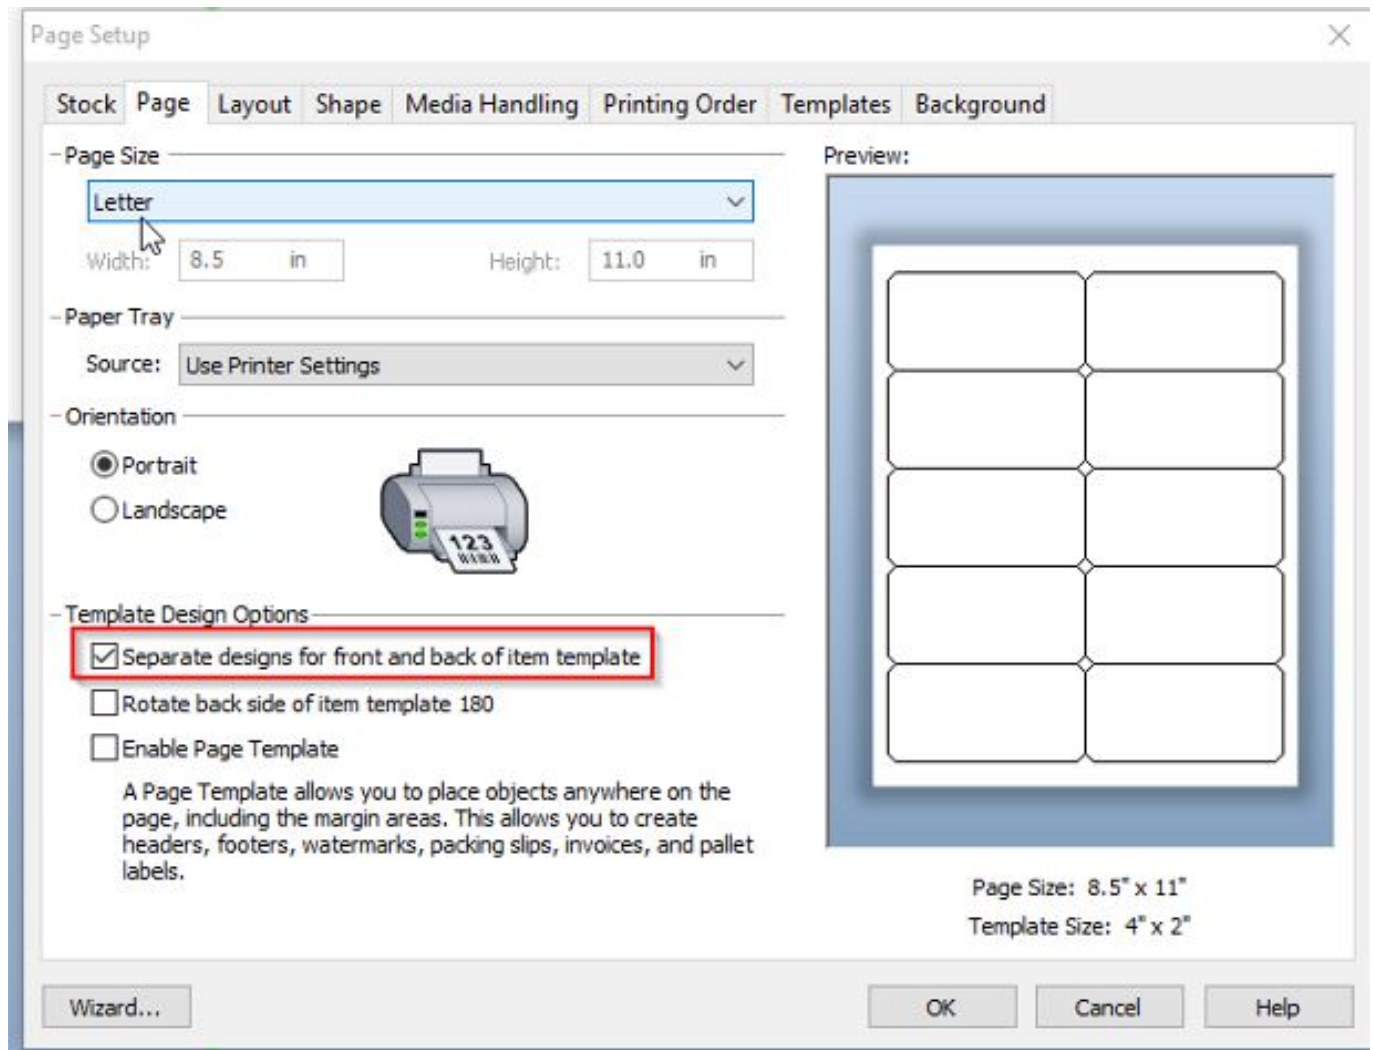 Page Setup
Stock Page Layout Shape Media Handling Printing Order Templates Background
Page Size
Letter
Width: 8.5 in Height: 11.0 in
Paper Tray
Source: Use Printer Settings
Orientation
Portrait
Landscape
123
Template Design Options
Separate designs for front and back of item template
Rotate back side of item template 180
Enable Page Template
A Page Template allows you to place objects anywhere on the
page, including the margin areas. This allows you to create
headers, footers, watermarks, packing slips, invoices, and pallet
labels.
Preview:
Page Size: 8.5" x 11"
Template Size: 4" x 2"
Wizard... OK Cancel Help